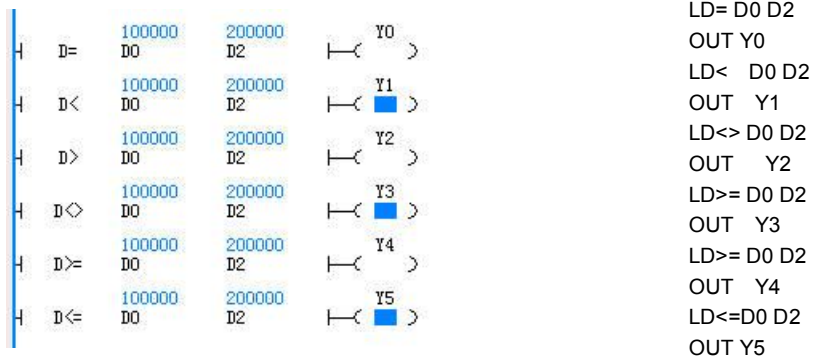 100000 200000 Y0
D= D0 D2
100000 200000 Y1
D< D0 D2
100000 200000 Y2
D> D0 D2
100000 200000 Y3
D<> D0 D2
100000 200000 Y4
D>= D0 D2
100000 200000 Y5
D<= D0 D2
LD= D0 D2
OUT Y0
LD< D0 D2
OUT Y1
LD<> D0 D2
OUT Y2
LD>= D0 D2
OUT Y3
LD>= D0 D2
OUT Y4
LD<=D0 D2
OUT Y5